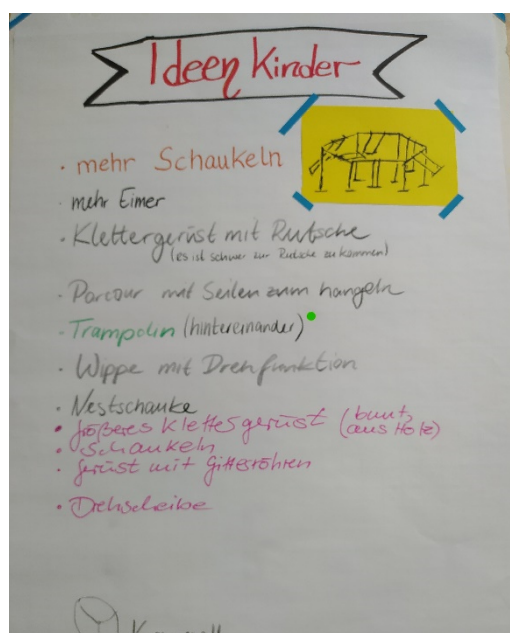 Ideen Kinder
· mehr Schaukeln
· mehr Eimer
· Klettergerüst mit Rutsche
(es ist schwer zur Rutsche zu kommen)
· Parcour mit Seilen zum hangeln
· Trampolin (hintereinander)
· Wippe mit Drehfunktion
· Nestschauke
· größeres Klettergerüst (bunt, aus Holz)
· Schaukeln
· gerüst mit Gitterröhren
· Drehscheibe